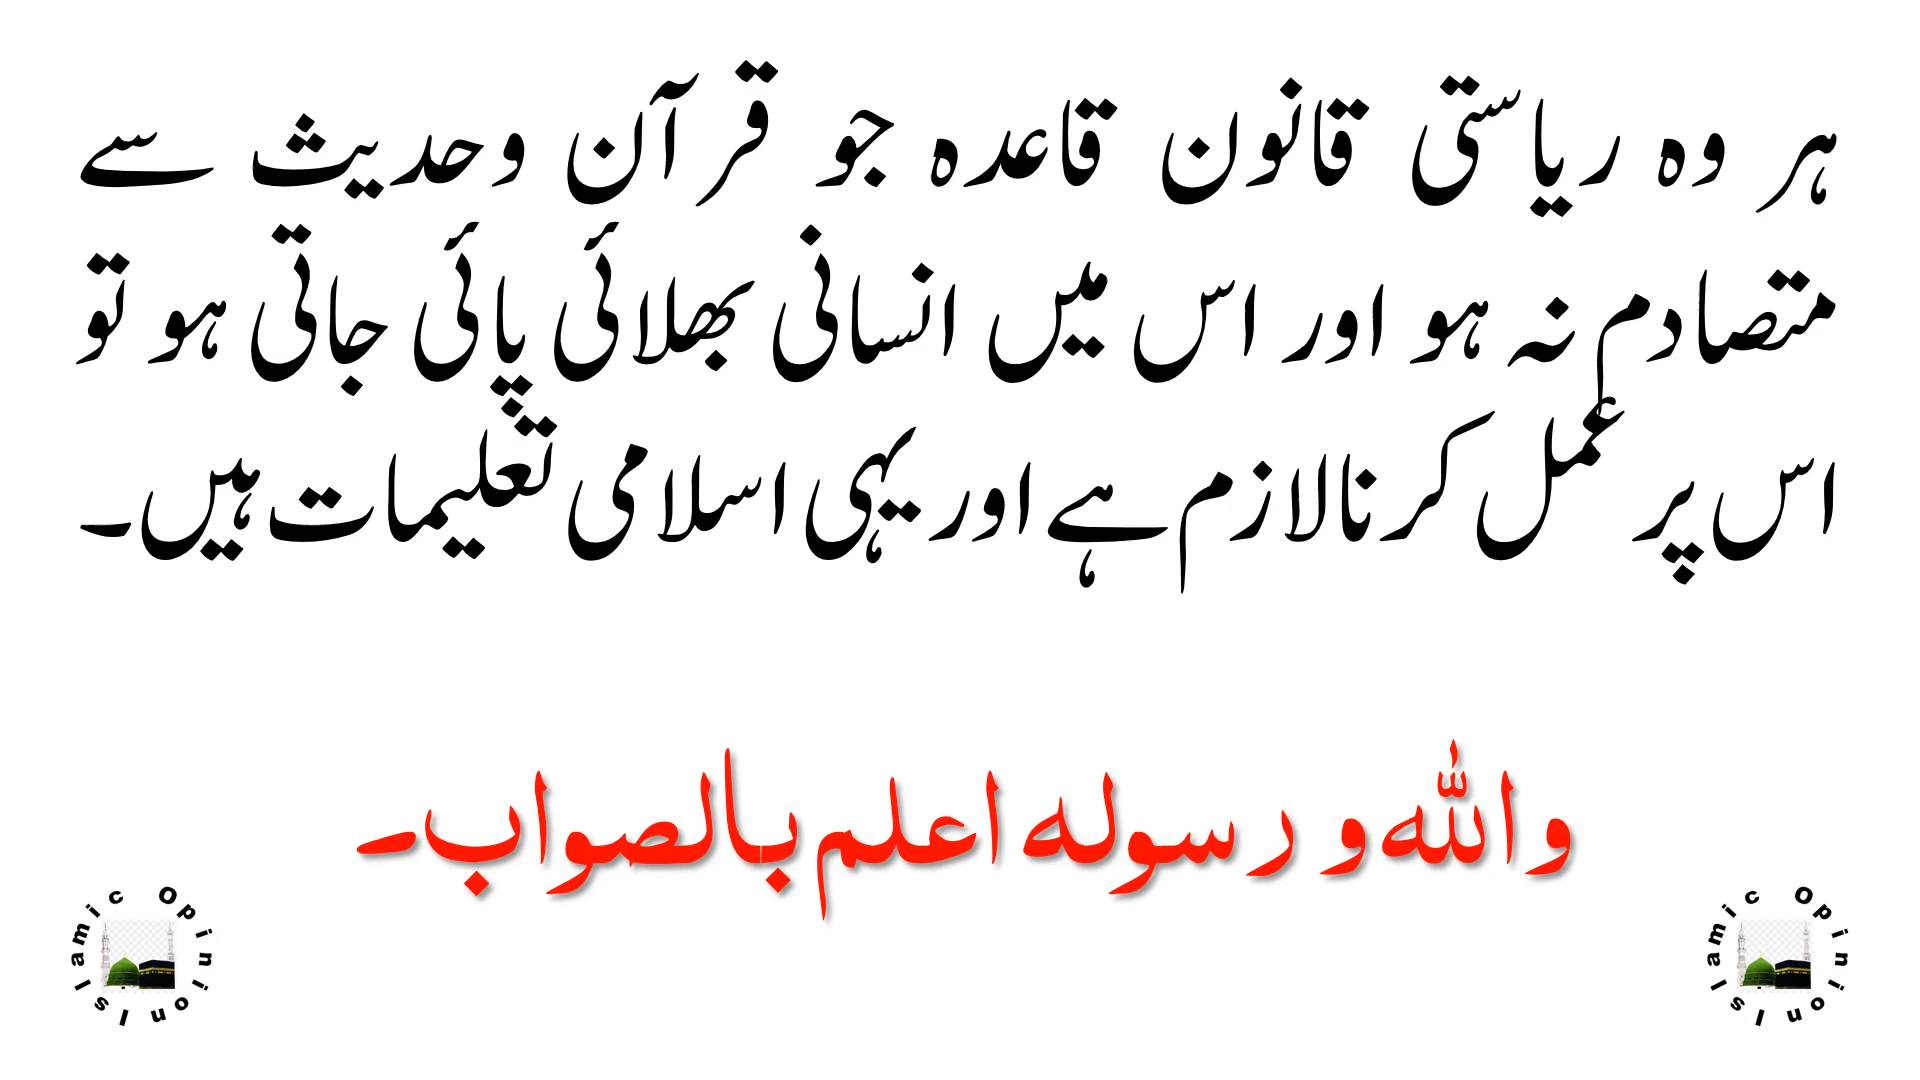 ہر وہ ریاستی قانون قاعدہ جو قرآن وحدیث سے
متصادم نہ ہو اور اس میں انسانی بھلائی پائی جاتی ہو تو
اس پر عمل کرنا لازم ہے اور یہی اسلامی تعلیمات ہیں۔
واللہ و رسولہ اعلم بالصواب۔
Islamic Opinion
Islamic Opinion